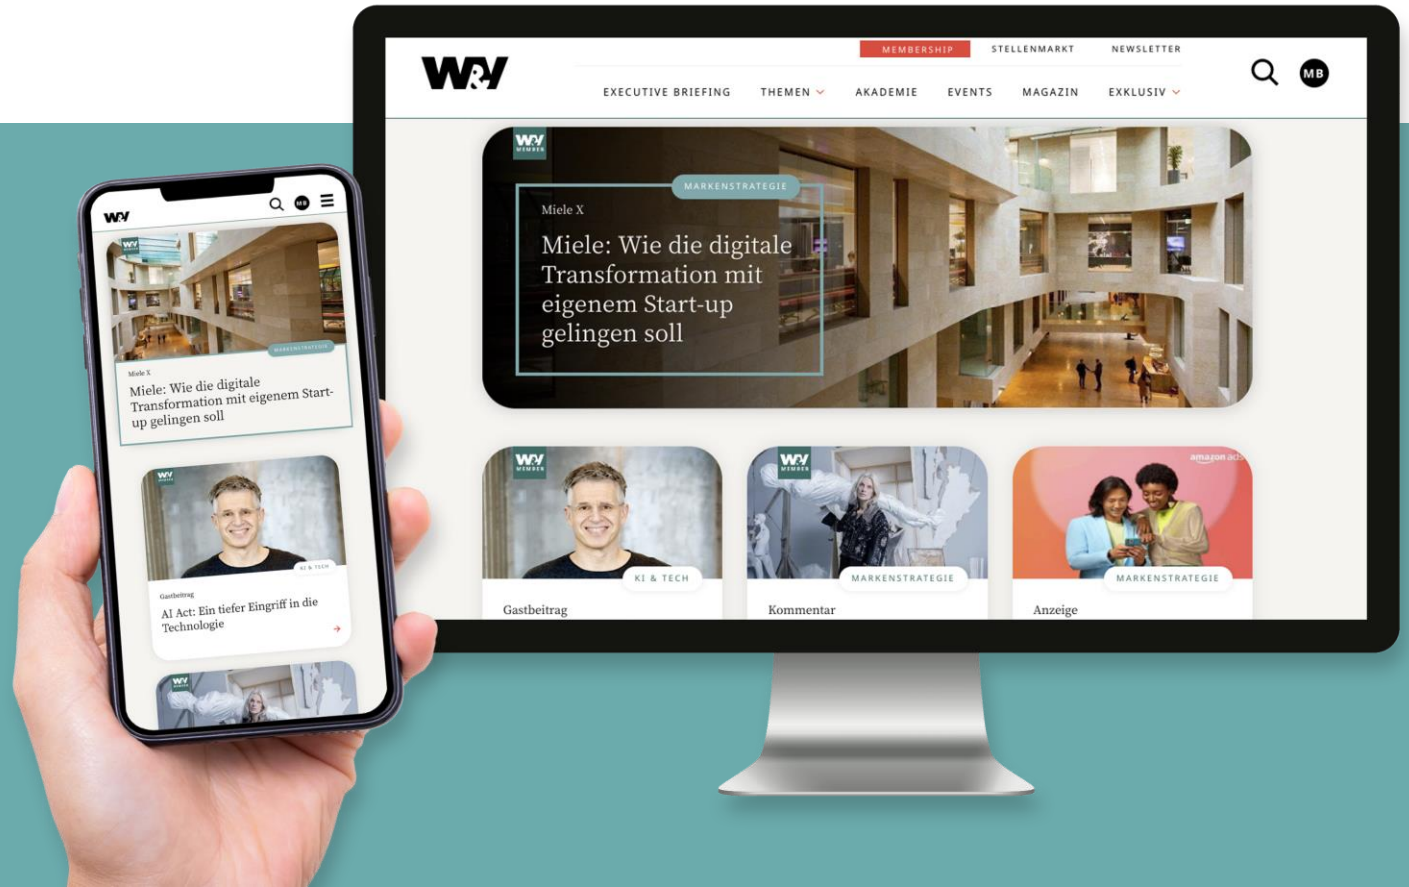 MEMBERSHIP STELLENMARKT NEWSLETTER
W&V
EXECUTIVE BRIEFING THEMEN AKADEMIE EVENTS MAGAZIN EXKLUSIV
MB
W&V
MEMBER
MARKENSTRATEGIE
Miele X
Miele: Wie die digitale
Transformation mit
eigenem Start-up
gelingen soll
W&V
MEMBER
KI & TECH
Gastbeitrag
W&V
MEMBER
MARKENSTRATEGIE
Kommentar
amazon ads
MARKENSTRATEGIE
Anzeige
W&V
MB
W&V
MARKENSTRATEGIE
Miele X
Miele: Wie die digitale
Transformation mit eigenem Start-
up gelingen soll
W&V
KI & TECH
Gastbeitrag
AI Act: Ein tiefer Eingriff in die
Technologie
W&V